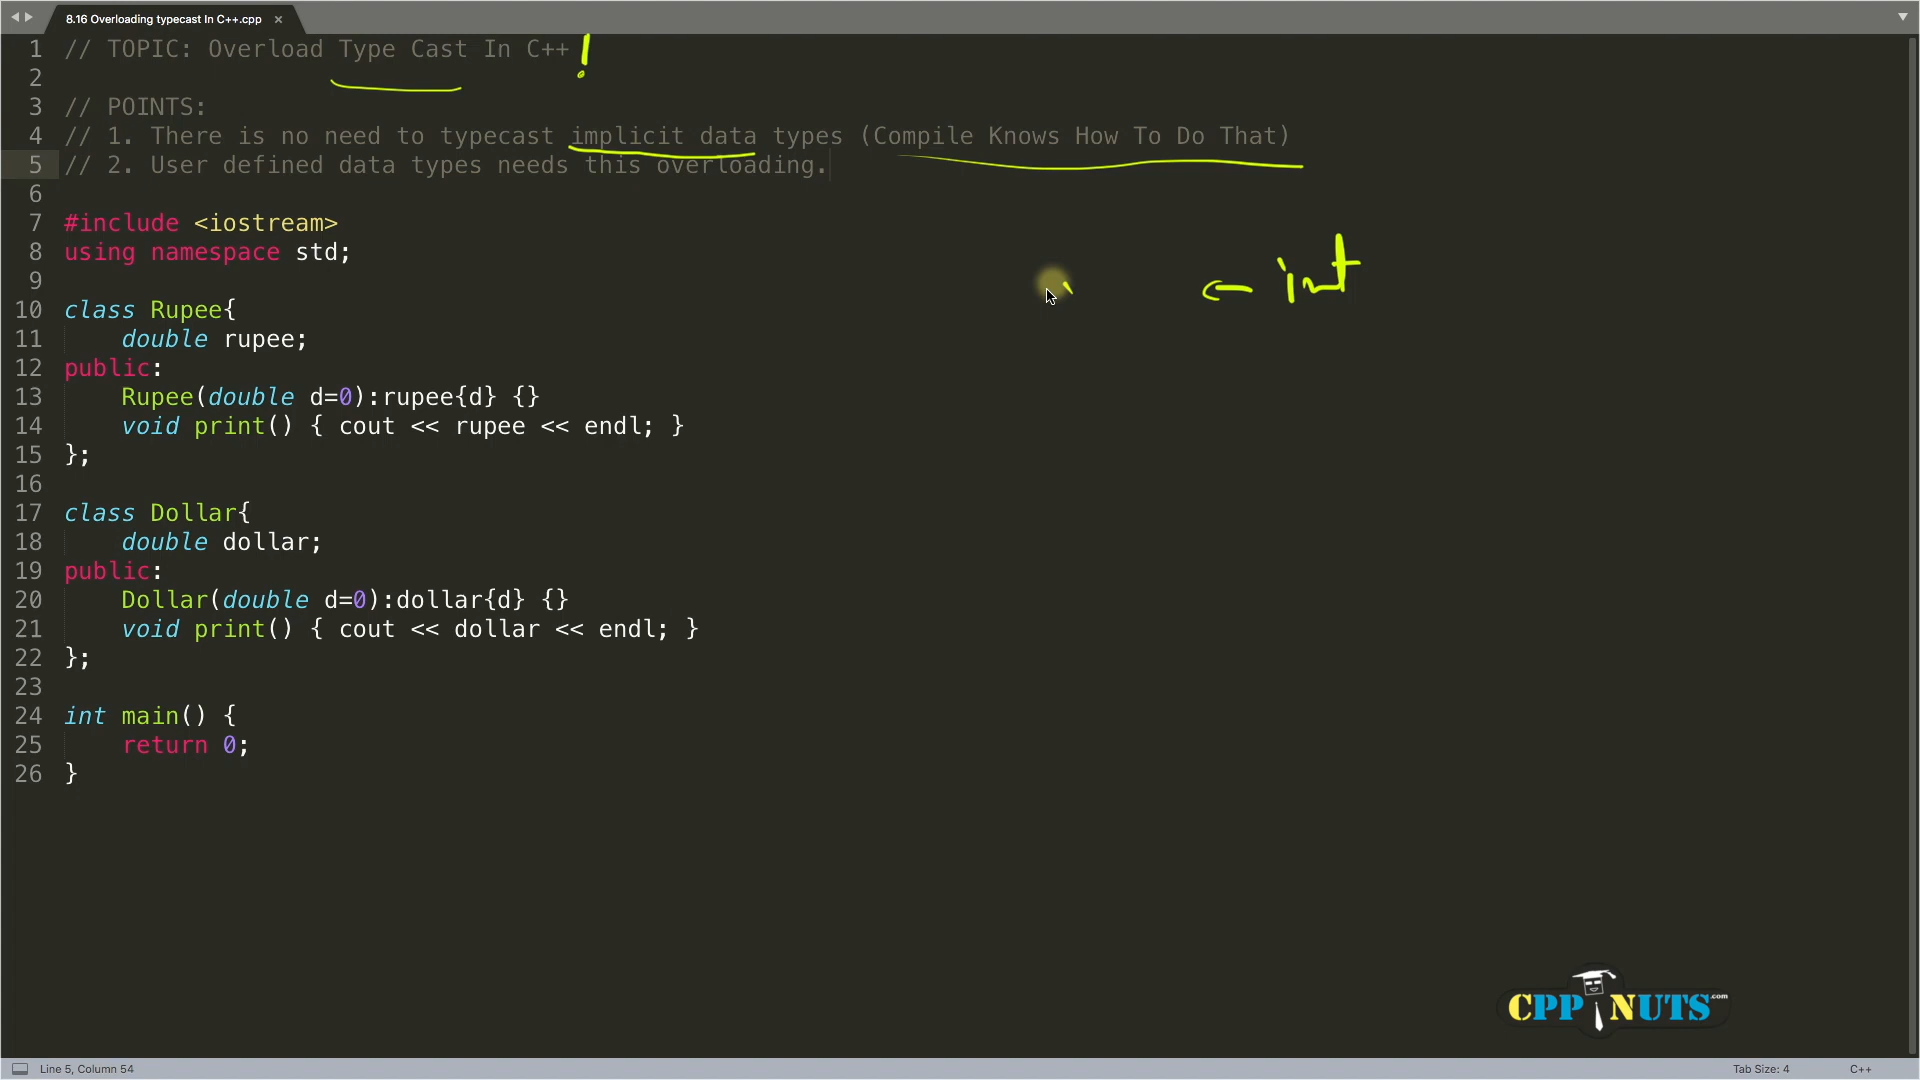 8.16 Overloading typecast In C++.cpp ×
1 // TOPIC: Overload Type Cast In C++ !
2
3 // POINTS:
4 // 1. There is no need to typecast implicit data types (Compile Knows How To Do That)
5 // 2. User defined data types needs this overloading.
6
7 #include <iostream>
8 using namespace std;
9
← int
10 class Rupee{
11 double rupee;
12 public:
13 Rupee(double d=0):rupee{d} {}
14 void print() { cout << rupee << endl; }
15 };
16
17 class Dollar{
18 double dollar;
19 public:
20 Dollar(double d=0):dollar{d} {}
21 void print() { cout << dollar << endl; }
22 };
23
24 int main() {
25 return 0;
26 }
CPP NUTS.com
Line 5, Column 54 Tab Size: 4 C++